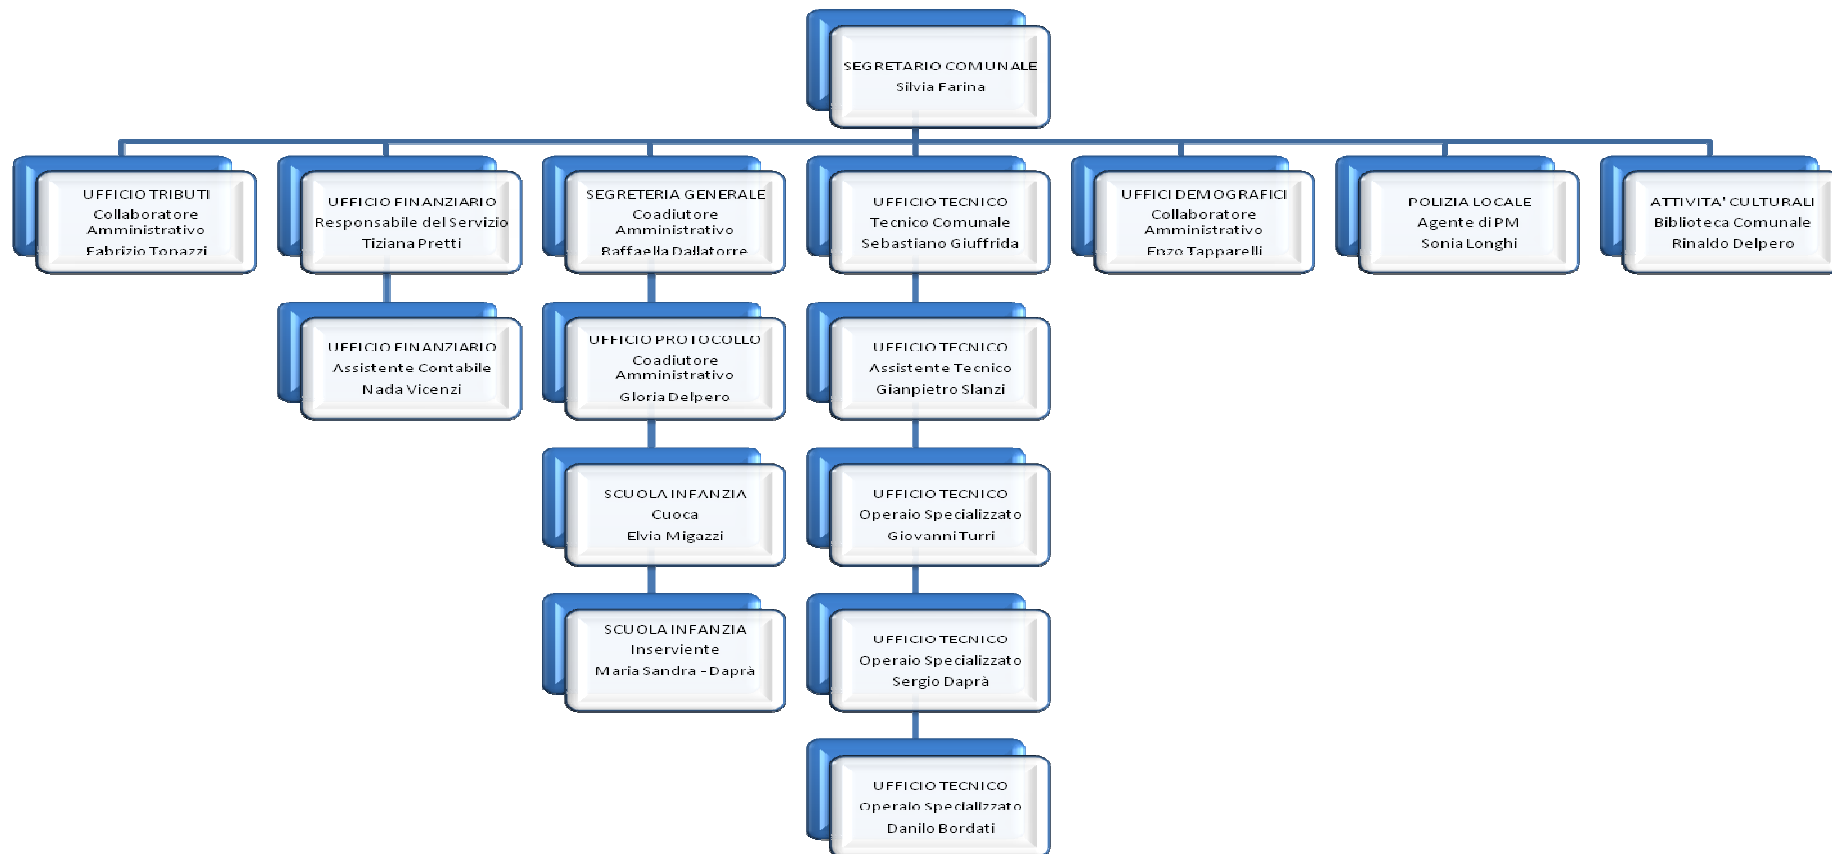 SEGRETARIO COMUNALE
Silvia Farina
UFFICIO TRIBUTI
Collaboratore
Amministrativo
Fabrizio Tonazzi
UFFICIO FINANZIARIO
Responsabile del Servizio
Tiziana Pretti
SEGRETERIA GENERALE
Coadiutore
Amministrativo
Raffaella Dallatorre
UFFICIO TECNICO
Tecnico Comunale
Sebastiano Giuffrida
UFFICI DEMOGRAFICI
Collaboratore
Amministrativo
Enzo Tapparelli
POLIZIA LOCALE
Agente di PM
Sonia Longhi
ATTIVITA' CULTURALI
Biblioteca Comunale
Rinaldo Delpero
UFFICIO FINANZIARIO
Assistente Contabile
Nada Vicenzi
UFFICIO PROTOCOLLO
Coadiutore
Amministrativo
Gloria Delpero
UFFICIO TECNICO
Assistente Tecnico
Gianpietro Slanzi
SCUOLA INFANZIA
Cuoca
Elvia Migazzi
UFFICIO TECNICO
Operaio Specializzato
Giovanni Turri
SCUOLA INFANZIA
Inserviente
Maria Sandra - Daprà
UFFICIO TECNICO
Operaio Specializzato
Sergio Daprà
UFFICIO TECNICO
Operaio Specializzato
Danilo Bordati